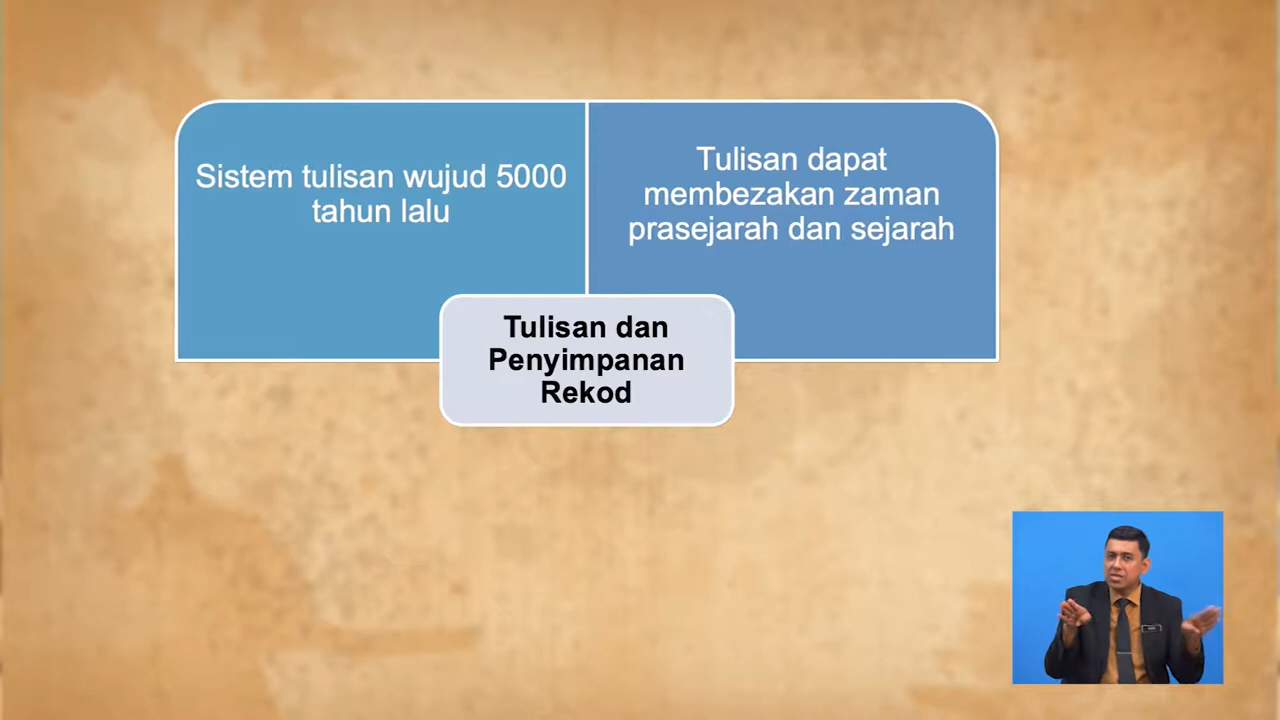 Sistem tulisan wujud 5000
tahun lalu
Tulisan dapat
membezakan zaman
prasejarah dan sejarah
Tulisan dan
Penyimpanan
Rekod